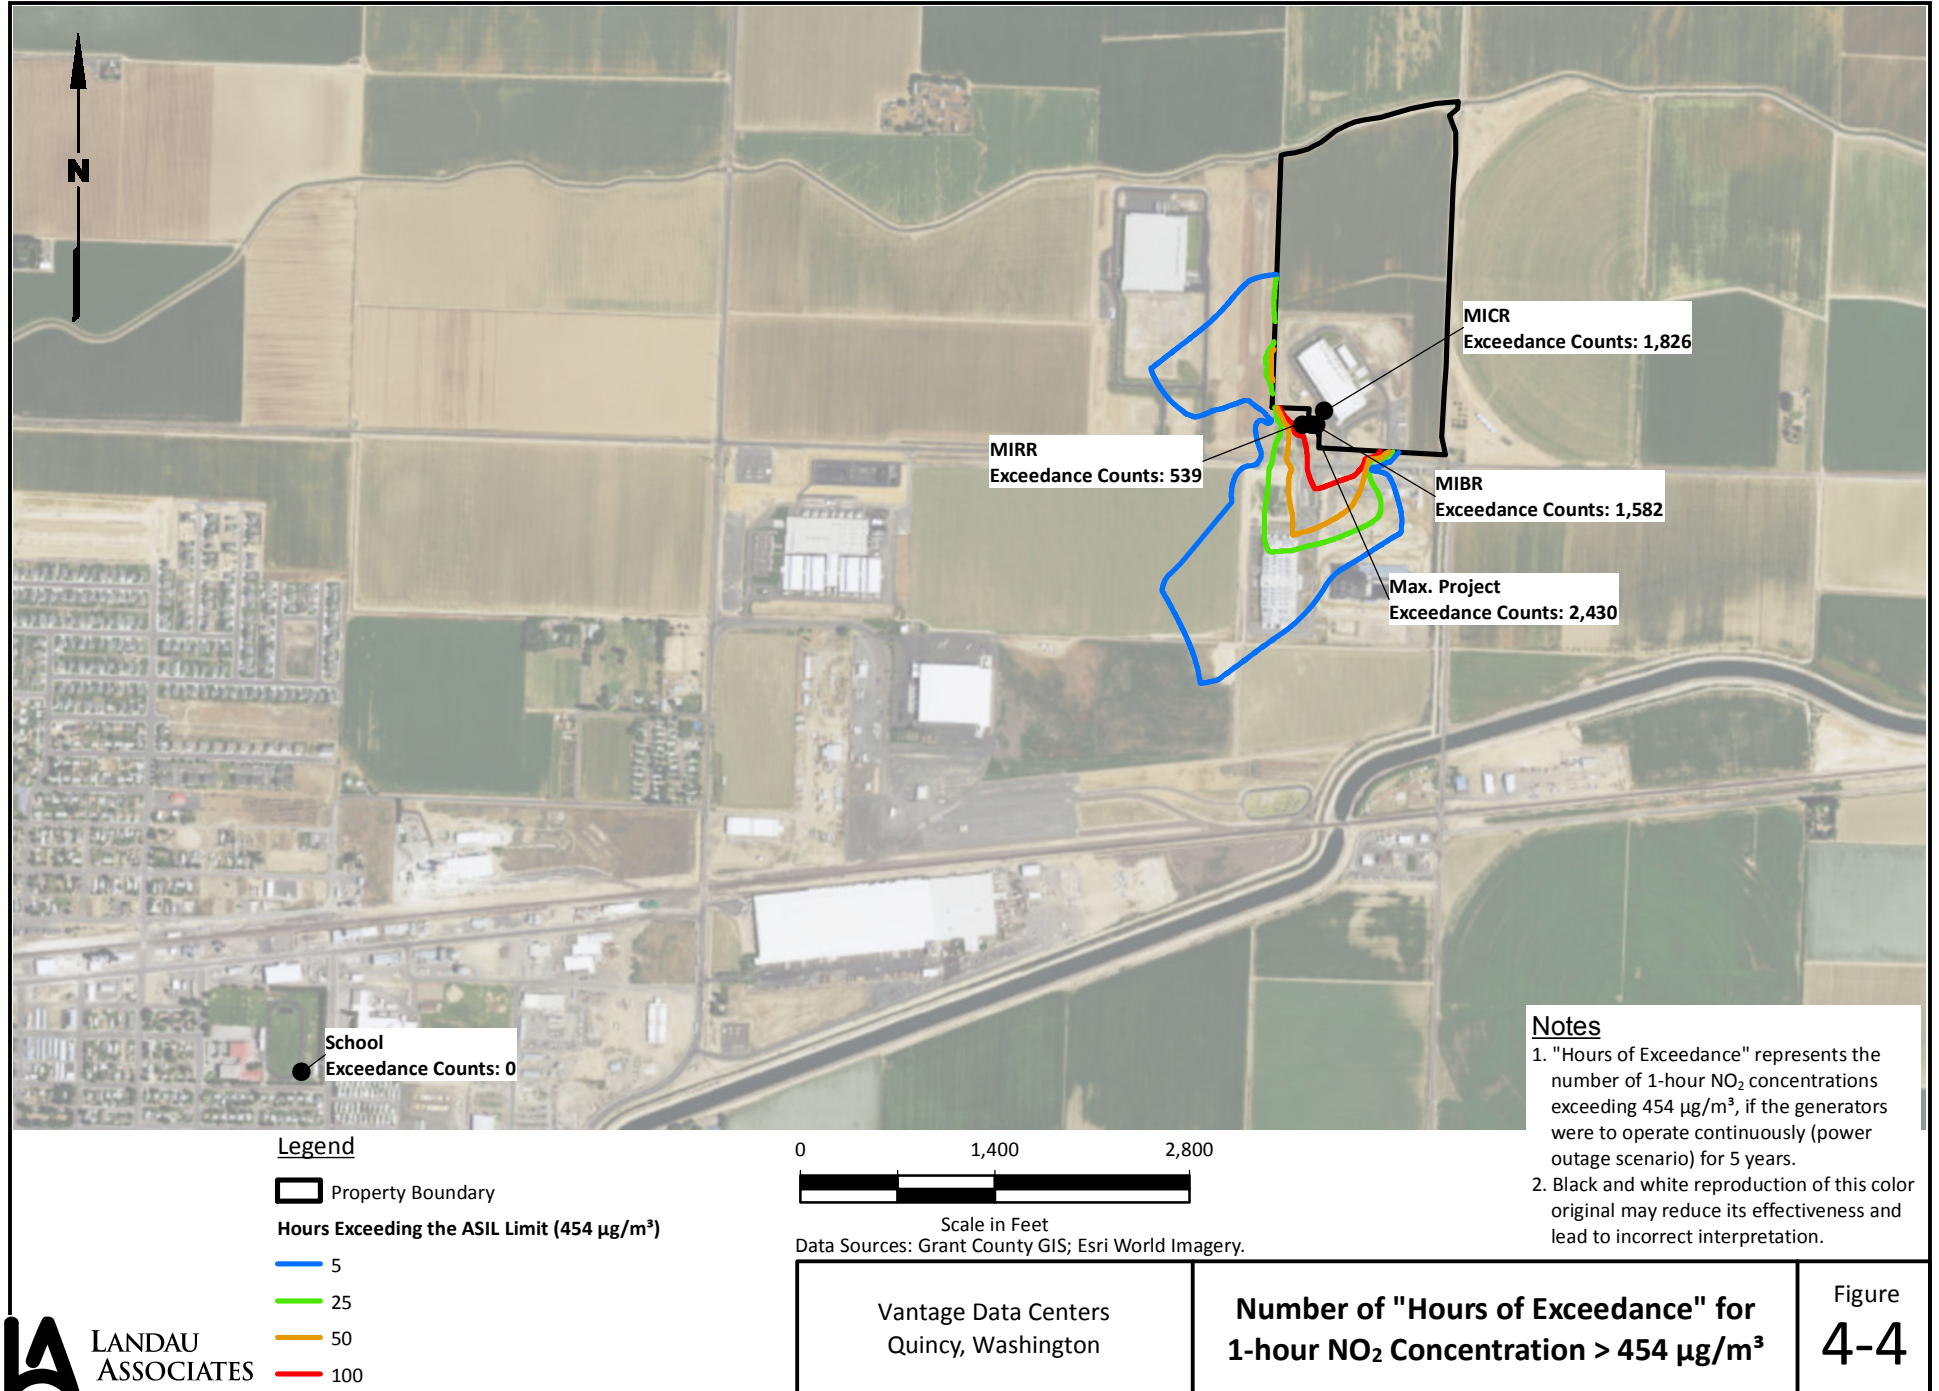 N
MICR
Exceedance Counts: 1,826
MIRR
Exceedance Counts: 539
MIBR
Exceedance Counts: 1,582
Max. Project
Exceedance Counts: 2,430
School
Exceedance Counts: 0
Notes
1. "Hours of Exceedance" represents the
number of 1-hour NO₂ concentrations
exceeding 454 µg/m³, if the generators
were to operate continuously (power
outage scenario) for 5 years.
2. Black and white reproduction of this color
original may reduce its effectiveness and
lead to incorrect interpretation.
Legend
Property Boundary
Hours Exceeding the ASIL Limit (454 µg/m³)
5
25
50
100
0 1,400 2,800
Scale in Feet
Data Sources: Grant County GIS; Esri World Imagery.
LA LANDAU
ASSOCIATES
Vantage Data Centers
Quincy, Washington
Number of "Hours of Exceedance" for
1-hour NO₂ Concentration > 454 µg/m³
Figure
4-4